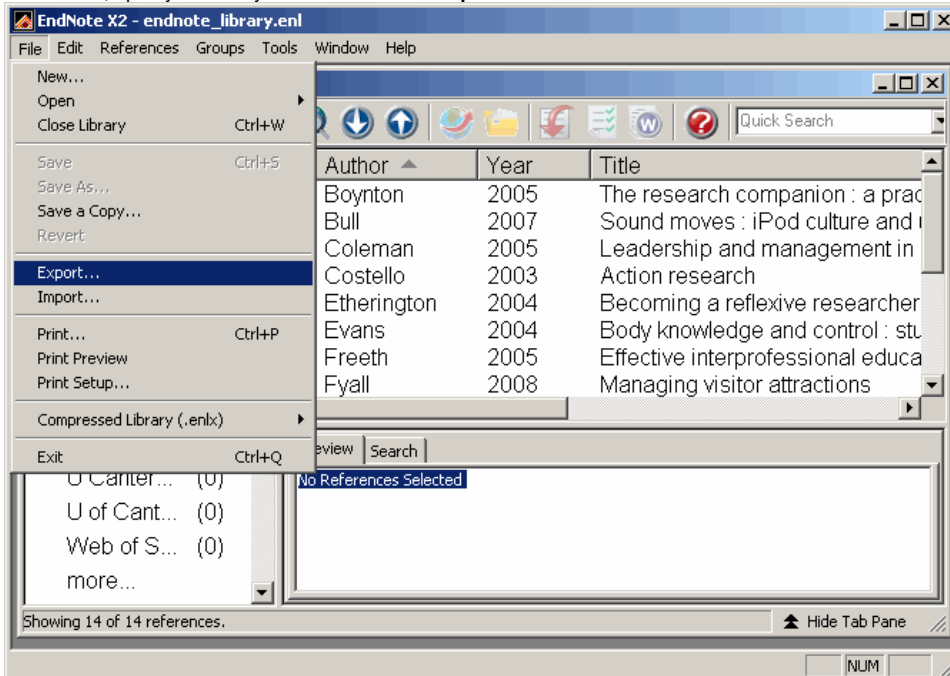 EndNote X2 - endnote_library.enl
File Edit References Groups Tools Window Help
New...
Open
Close Library Ctrl+W
Save Ctrl+S
Save As...
Save a Copy...
Revert
Export...
Import...
Print... Ctrl+P
Print Preview
Print Setup...
Compressed Library (.enlx)
Exit Ctrl+Q
Quick Search
Author Year Title
Boynton 2005 The research companion : a prac
Bull 2007 Sound moves : iPod culture and
Coleman 2005 Leadership and management in
Costello 2003 Action research
Etherington 2004 Becoming a reflexive researcher
Evans 2004 Body knowledge and control : stu
Freeth 2005 Effective interprofessional educa
Fyall 2008 Managing visitor attractions
eview Search
No References Selected
U Canter... (0)
U of Cant... (0)
Web of S... (0)
more...
Showing 14 of 14 references.
Hide Tab Pane
NUM